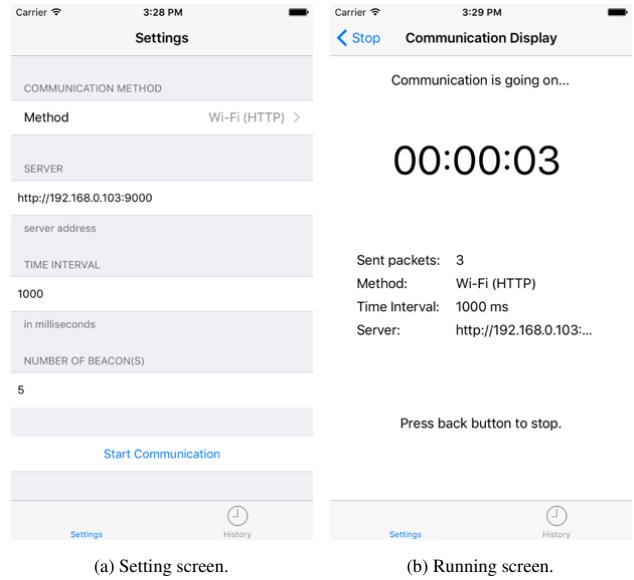 Carrier 3:28 PM
Settings
COMMUNICATION METHOD
Method Wi-Fi (HTTP)
SERVER
http://192.168.0.103:9000
server address
TIME INTERVAL
1000
in milliseconds
NUMBER OF BEACON(S)
5
Start Communication
Settings History
(a) Setting screen.
Carrier 3:29 PM
Stop Communication Display
Communication is going on...
00:00:03
Sent packets: 3
Method: Wi-Fi (HTTP)
Time Interval: 1000 ms
Server: http://192.168.0.103:...
Press back button to stop.
Settings History
(b) Running screen.